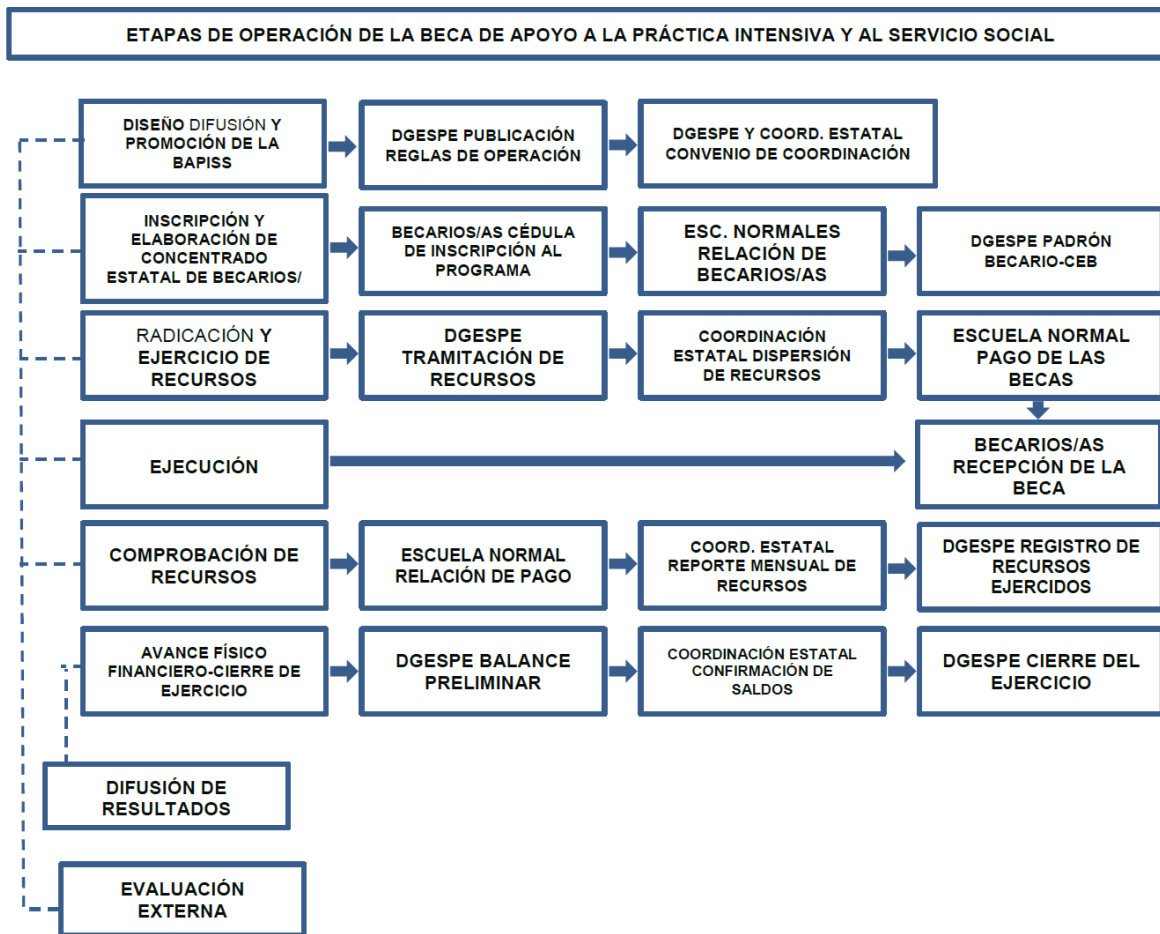 ETAPAS DE OPERACIÓN DE LA BECA DE APOYO A LA PRÁCTICA INTENSIVA Y AL SERVICIO SOCIAL
DISEÑO DIFUSIÓN Y
PROMOCIÓN DE LA
BAPISS
DGESPE PUBLICACIÓN
REGLAS DE OPERACIÓN
DGESPE Y COORD. ESTATAL
CONVENIO DE COORDINACIÓN
INSCRIPCIÓN Y
ELABORACIÓN DE
CONCENTRADO
ESTATAL DE BECARIOS/
BECARIOS/AS CÉDULA
DE INSCRIPCIÓN AL
PROGRAMA
ESC. NORMALES
RELACIÓN DE
BECARIOS/AS
DGESPE PADRÓN
BECARIO-CEB
RADICACIÓN Y
EJERCICIO DE
RECURSOS
DGESPE
TRAMITACIÓN DE
RECURSOS
COORDINACIÓN
ESTATAL DISPERSIÓN
DE RECURSOS
ESCUELA NORMAL
PAGO DE LAS
BECAS
EJECUCIÓN
BECARIOS/AS
RECEPCIÓN DE LA
BECA
COMPROBACIÓN DE
RECURSOS
ESCUELA NORMAL
RELACIÓN DE PAGO
COORD. ESTATAL
REPORTE MENSUAL DE
RECURSOS
DGESPE REGISTRO DE
RECURSOS
EJERCIDOS
AVANCE FÍSICO
FINANCIERO-CIERRE DE
EJERCICIO
DGESPE BALANCE
PRELIMINAR
COORDINACIÓN ESTATAL
CONFIRMACIÓN DE
SALDOS
DGESPE CIERRE DEL
EJERCICIO
DIFUSIÓN DE
RESULTADOS
EVALUACIÓN
EXTERNA